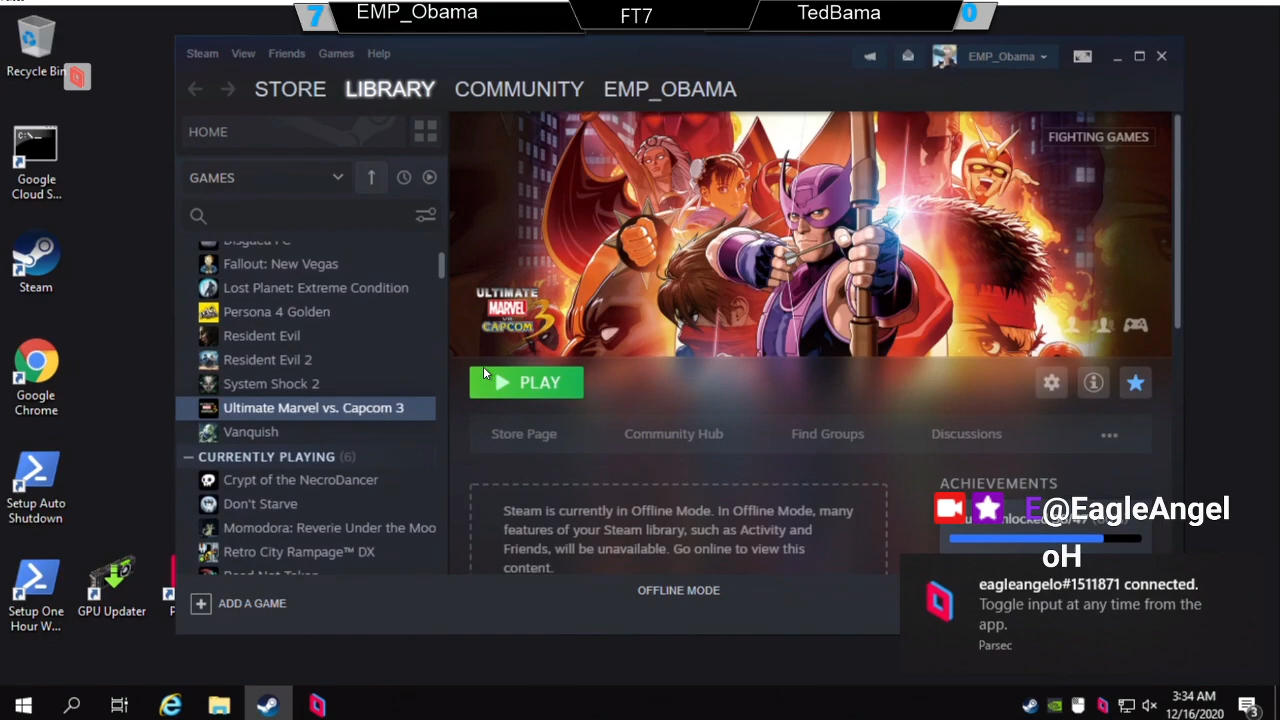 7 EMP_Obama FT7 TedBama 0
Recycle Bin
Google
Cloud S...
Steam
Google
Chrome
Setup Auto
Shutdown
Setup One
Hour W...
GPU Updater
P
Steam View Friends Games Help
EMP_Obama
STORE LIBRARY COMMUNITY EMP_OBAMA
HOME
GAMES
Disgaea PC
Fallout: New Vegas
Lost Planet: Extreme Condition
Persona 4 Golden
Resident Evil
Resident Evil 2
System Shock 2
Ultimate Marvel vs. Capcom 3
Vanquish
CURRENTLY PLAYING (6)
Crypt of the NecroDancer
Don't Starve
Momodora: Reverie Under the Moo
Retro City Rampage™ DX
ADD A GAME
FIGHTING GAMES
ULTIMATE
MARVEL
VS.
CAPCOM 3
PLAY
Store Page Community Hub Find Groups Discussions
Steam is currently in Offline Mode. In Offline Mode, many
features of your Steam library, such as Activity and
Friends, will be unavailable. Go online to view this
content.
ACHIEVEMENTS
E@EagleAngel
oH
OFFLINE MODE
eagleangelo#1511871 connected.
Toggle input at any time from the
app.
Parsec
3:34 AM
12/16/2020
3